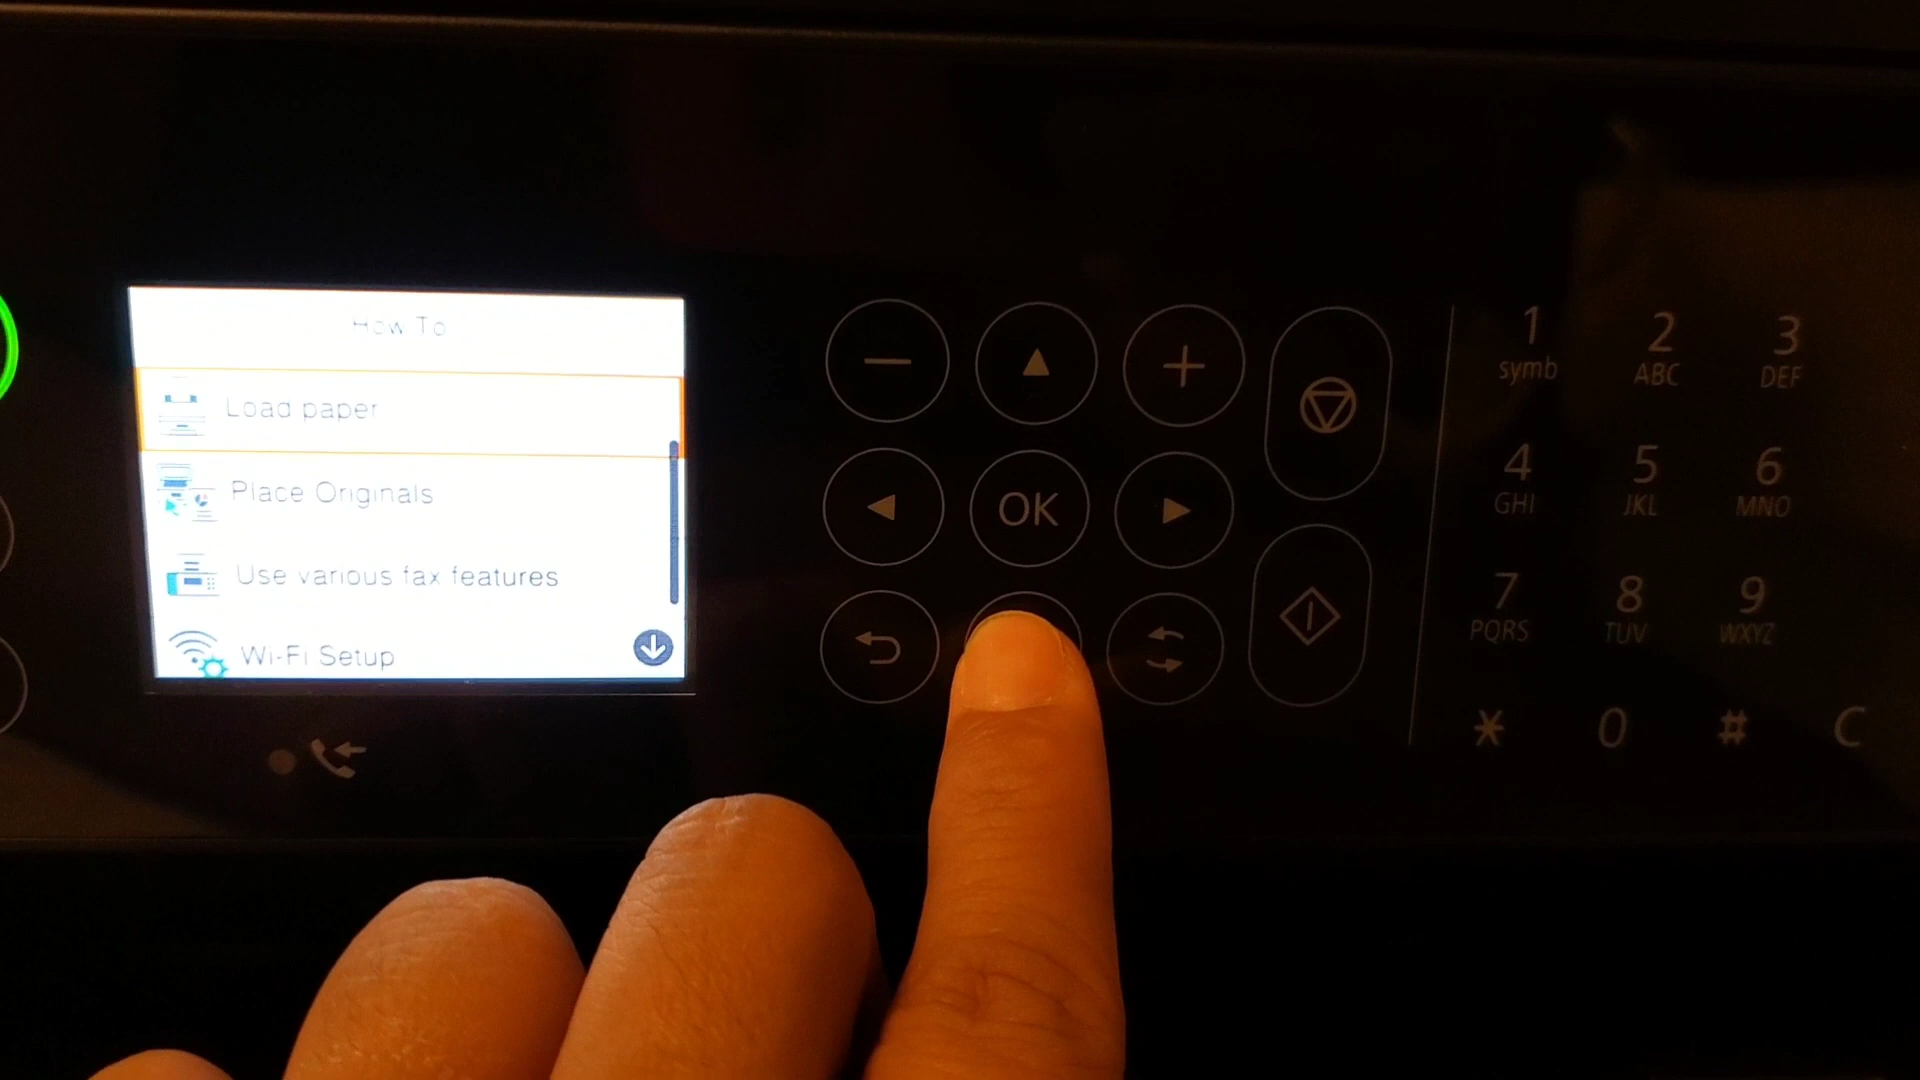 How To
Load paper
Place Originals
Use various fax features
Wi-Fi Setup
OK
1 2 3
symb ABC DEF
4 5 6
GHI JKL MNO
7 8 9
PQRS TUV WXYZ
* 0 # C